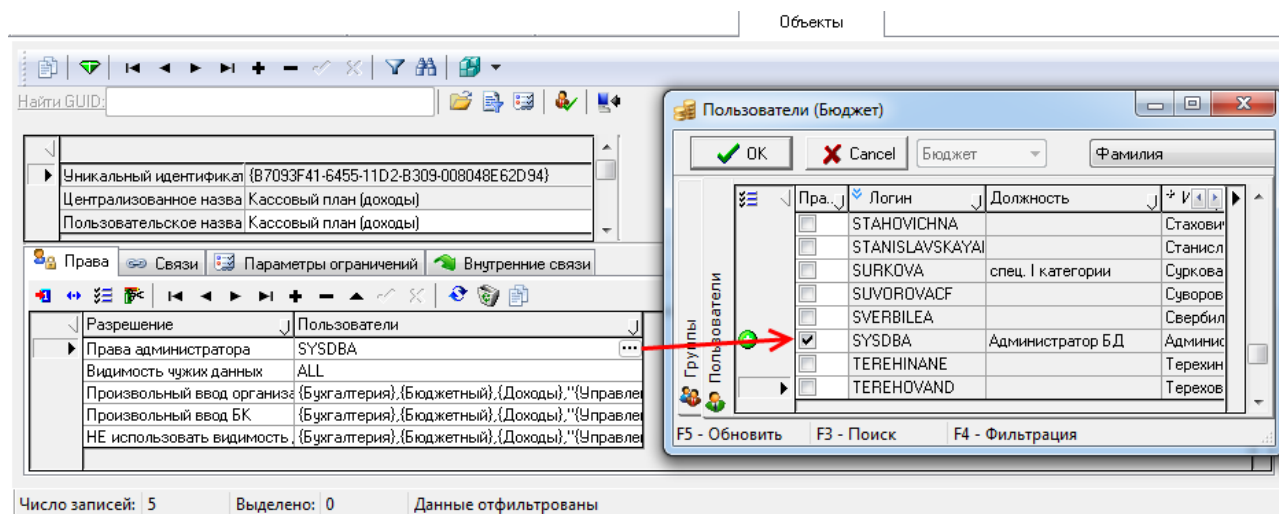 Объекты
Найти GUID:
Уникальный идентификат {B7093F41-6455-11D2-B309-008048E62D94}
Централизованное назва Кассовый план (доходы)
Пользовательское назва Кассовый план (доходы)
Права Связи Параметры ограничений Внутренние связи
Разрешение Пользователи
Права администратора SYSDBA ...
Видимость чужих данных ALL
Произвольный ввод организа {Бухгалтерия},{Бюджетный},{Доходы},"{Управлен
Произвольный ввод БК {Бухгалтерия},{Бюджетный},{Доходы},"{Управлен
НЕ использовать видимость, {Бухгалтерия},{Бюджетный},{Доходы},"{Управлен
Число записей: 5 Выделено: 0 Данные отфильтрованы
Пользователи (Бюджет)
OK Cancel Бюджет Фамилия
Группы
Пользователи
Пра.. Логин Должность И
STAHOVICHNA Стахович
STANISLAVSKAYAI Станисл
SURKOVA спец. I категории Суркова
SUVOROVACF Суворов
SVERBILEA Свербил
SYSDBA Администратор БД Админис
TEREHINANE Терехин
TEREHOVAND Терехов
F5 - Обновить F3 - Поиск F4 - Фильтрация